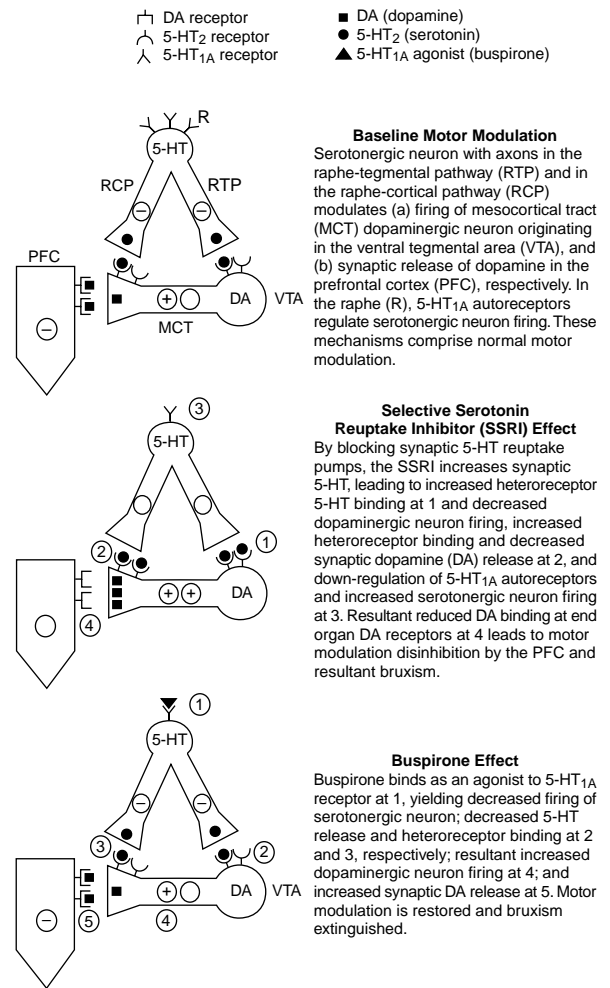 DA receptor
5-HT2 receptor
5-HT1A receptor
DA (dopamine)
5-HT2 (serotonin)
5-HT1A agonist (buspirone)
R
5-HT
RCP
RTP
PFC
DA
VTA
MCT
Baseline Motor Modulation
Serotonergic neuron with axons in the
raphe-tegmental pathway (RTP) and in
the raphe-cortical pathway (RCP)
modulates (a) firing of mesocortical tract
(MCT) dopaminergic neuron originating
in the ventral tegmental area (VTA), and
(b) synaptic release of dopamine in the
prefrontal cortex (PFC), respectively. In
the raphe (R), 5-HT1A autoreceptors
regulate serotonergic neuron firing. These
mechanisms comprise normal motor
modulation.
3
5-HT
2
1
DA
4
Selective Serotonin
Reuptake Inhibitor (SSRI) Effect
By blocking synaptic 5-HT reuptake
pumps, the SSRI increases synaptic
5-HT, leading to increased heteroreceptor
5-HT binding at 1 and decreased
dopaminergic neuron firing, increased
heteroreceptor binding and decreased
synaptic dopamine (DA) release at 2, and
down-regulation of 5-HT1A autoreceptors
and increased serotonergic neuron firing
at 3. Resultant reduced DA binding at end
organ DA receptors at 4 leads to motor
modulation disinhibition by the PFC and
resultant bruxism.
1
5-HT
3
2
DA
VTA
5
4
Buspirone Effect
Buspirone binds as an agonist to 5-HT1A
receptor at 1, yielding decreased firing of
serotonergic neuron; decreased 5-HT
release and heteroreceptor binding at 2
and 3, respectively; resultant increased
dopaminergic neuron firing at 4; and
increased synaptic DA release at 5. Motor
modulation is restored and bruxism
extinguished.